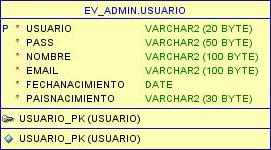 EV_ADMIN.USUARIO
P * USUARIO VARCHAR2 (20 BYTE)
* PASS VARCHAR2 (50 BYTE)
* NOMBRE VARCHAR2 (100 BYTE)
* EMAIL VARCHAR2 (100 BYTE)
* FECHANACIMIENTO DATE
* PAISNACIMIENTO VARCHAR2 (30 BYTE)
USUARIO_PK (USUARIO)
USUARIO_PK (USUARIO)